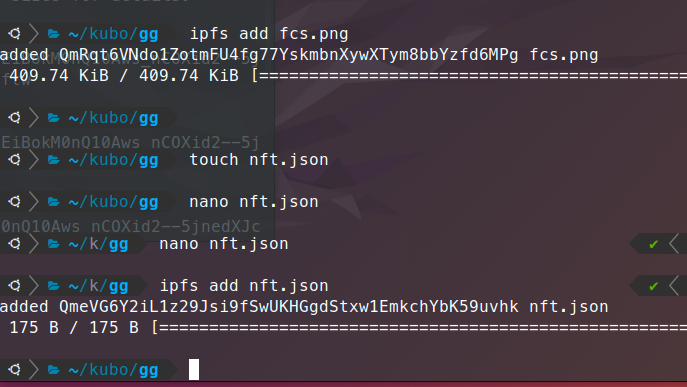 ~/kubo/gg ipfs add fcs.png
added QmRqt6VNdo1ZotmFU4fg77YskmbnXywXTym8bbYzfd6MPg fcs.png
409.74 KiB / 409.74 KiB [===========================================
~/kubo/gg
EiBokM0nQ10Aws nCOXid2--5j
~/kubo/gg touch nft.json
~/kubo/gg nano nft.json
0nQ10Aws nCOXid2--5jnedXJc
~/k/gg nano nft.json ✔
~/k/gg ipfs add nft.json ✔
added QmeVG6Y2iL1z29Jsi9fSwUKHGgdStxw1EmkchYbK59uvhk nft.json
175 B / 175 B [=====================================================
~/kubo/gg